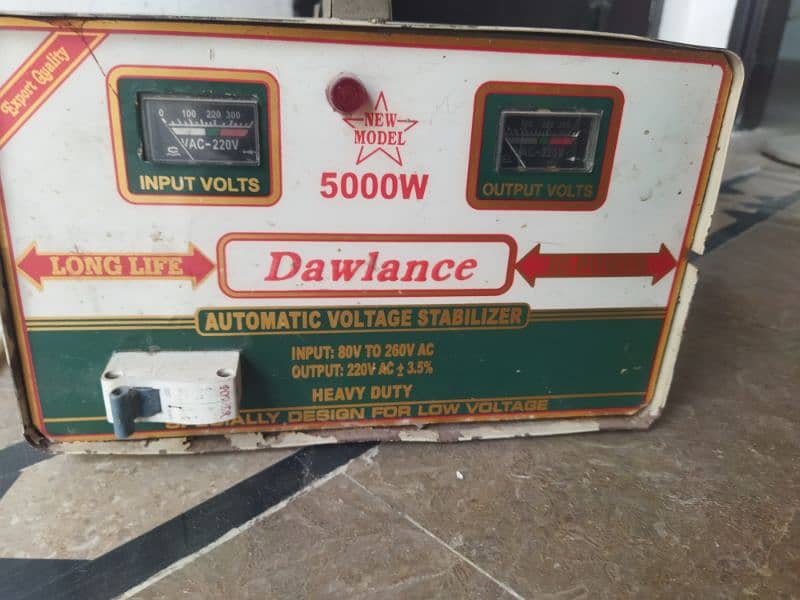 Export Quality
0 100 220 300
VAC-220V
INPUT VOLTS
NEW
MODEL
5000W
OUTPUT VOLTS
LONG LIFE
Dawlance
AUTOMATIC VOLTAGE STABILIZER
INPUT: 80V TO 260V AC
OUTPUT: 220V AC ± 3.5%
HEAVY DUTY
DESIGN FOR LOW VOLTAGE